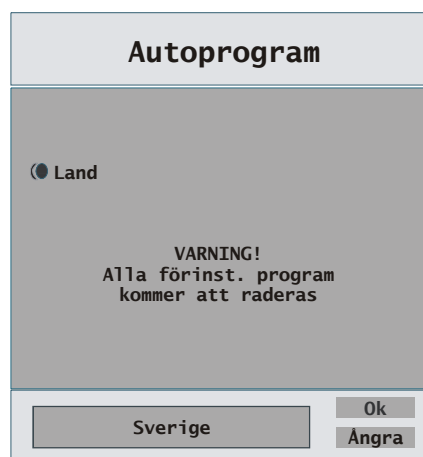 Autoprogram
Land
VARNING!
Alla förinst. program
kommer att raderas
Sverige
Ok
Ångra